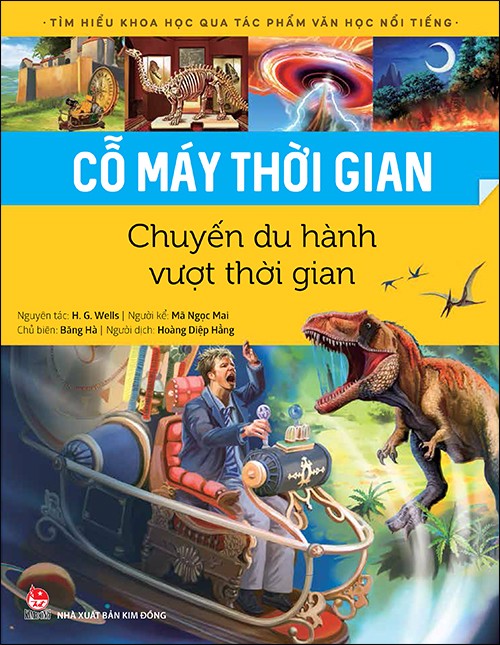 TÌM HIỂU KHOA HỌC QUA TÁC PHẨM VĂN HỌC NỔI TIẾNG
CỖ MÁY THỜI GIAN
Chuyến du hành
vượt thời gian
Nguyên tác: H. G. Wells | Người kể: Mã Ngọc Mai
Chủ biên: Băng Hà | Người dịch: Hoàng Diệp Hằng
NHÀ XUẤT BẢN KIM ĐỒNG